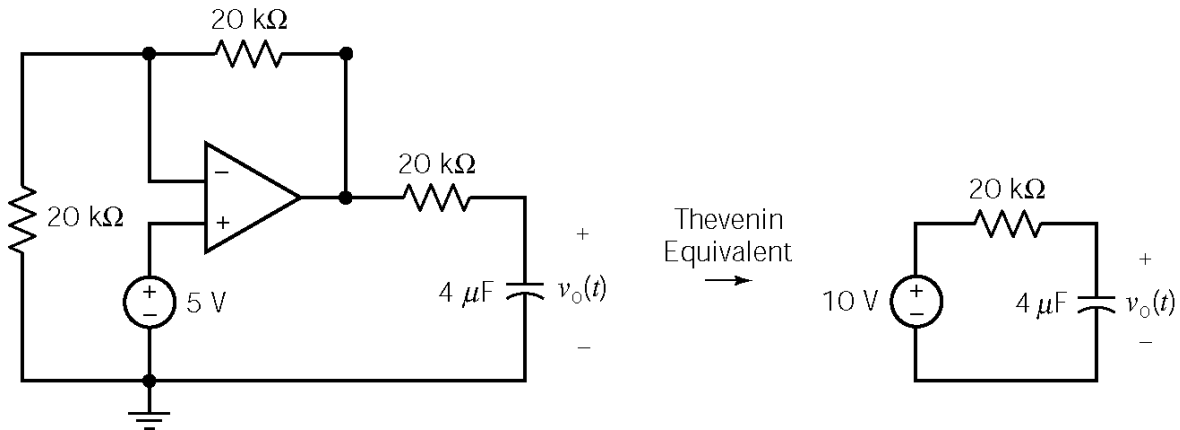 20 kΩ
20 kΩ
−
+
20 kΩ
+
−
5 V
4 μF
+
v₀(t)
−
Thevenin
Equivalent
20 kΩ
10 V
+
−
4 μF
+
v₀(t)
−